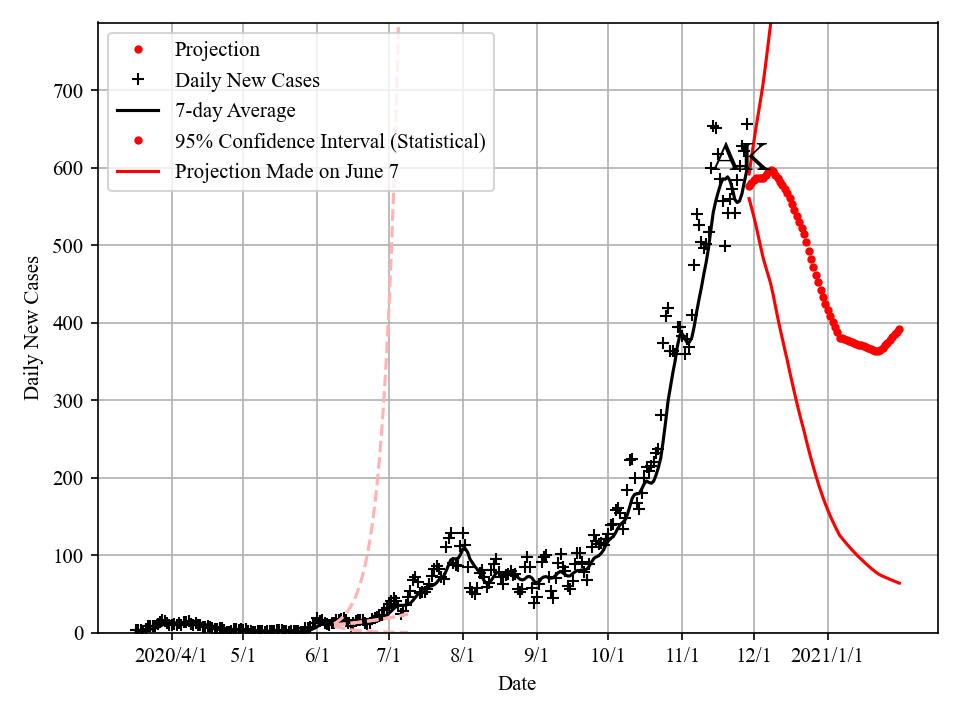 Projection
Daily New Cases
7-day Average
95% Confidence Interval (Statistical)
Projection Made on June 7
700
600
500
400
300
200
100
0
Daily New Cases
2020/4/1 5/1 6/1 7/1 8/1 9/1 10/1 11/1 12/1 2021/1/1
Date